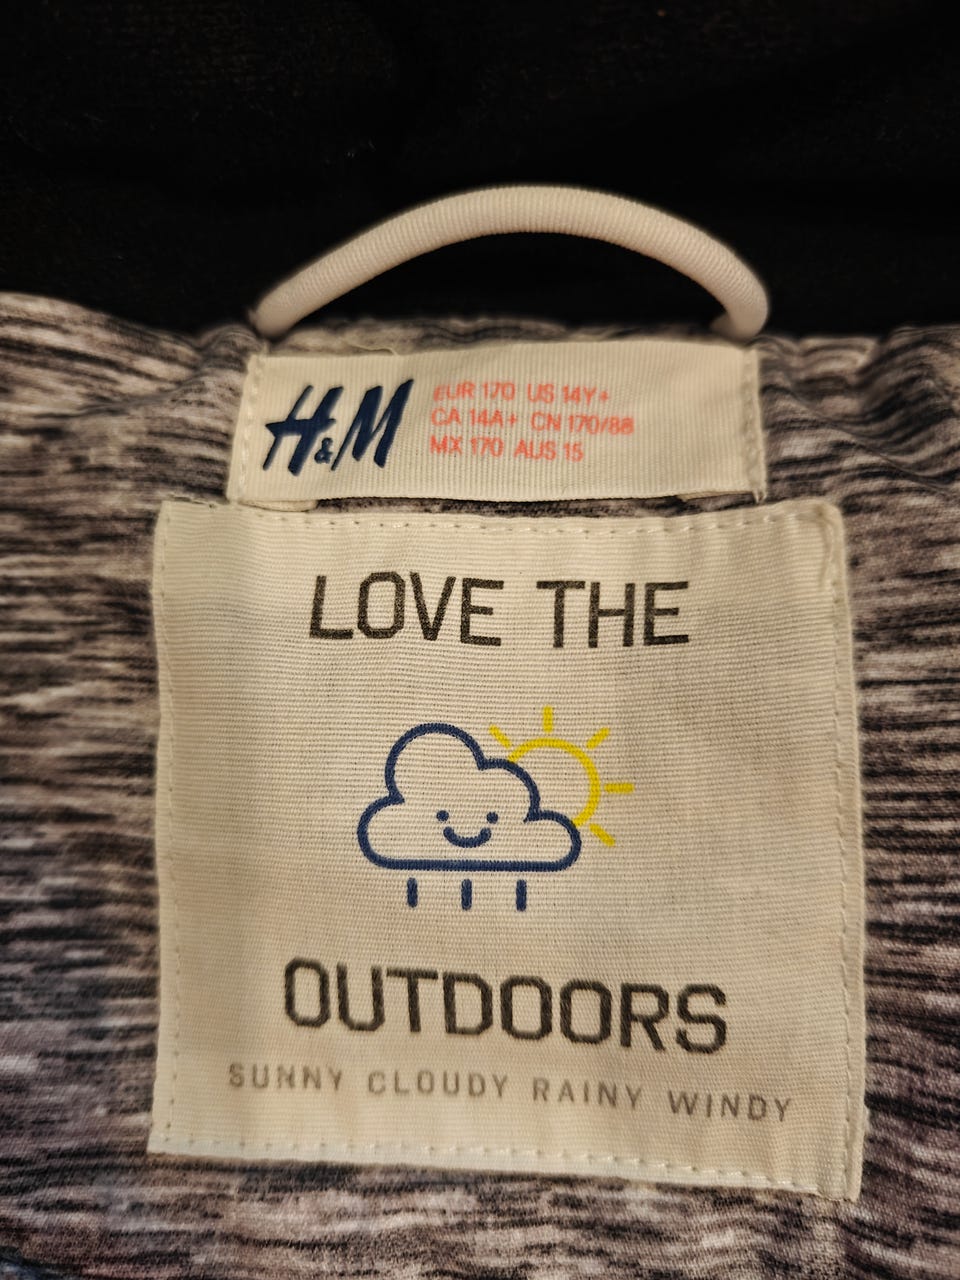 H&M
EUR 170 US 14Y+
CA 14A+ CN 170/88
MX 170 AUS 15
LOVE THE
OUTDOORS
SUNNY CLOUDY RAINY WINDY